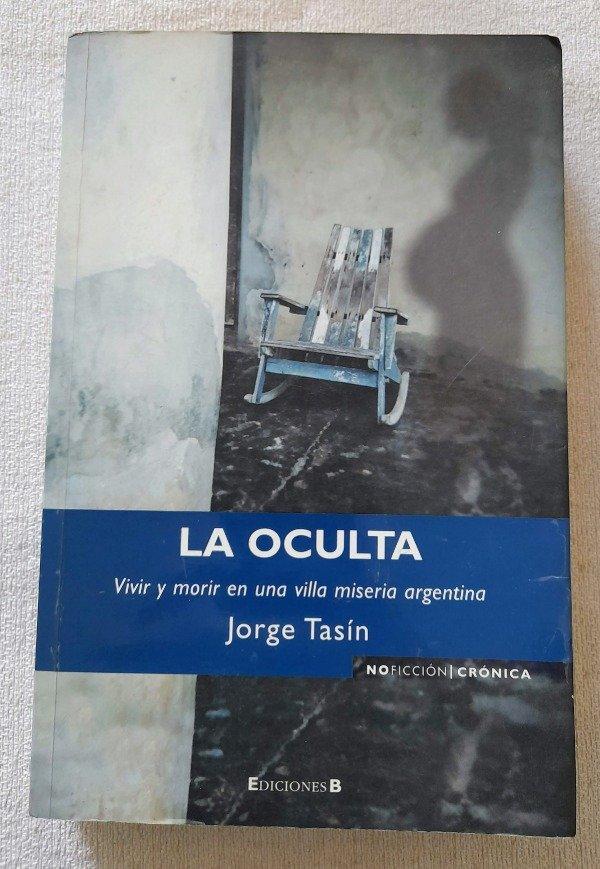 LA OCULTA
Vivir y morir en una villa miseria argentina
Jorge Tasín
NOFICCIÓN|CRÓNICA
EDICIONES B